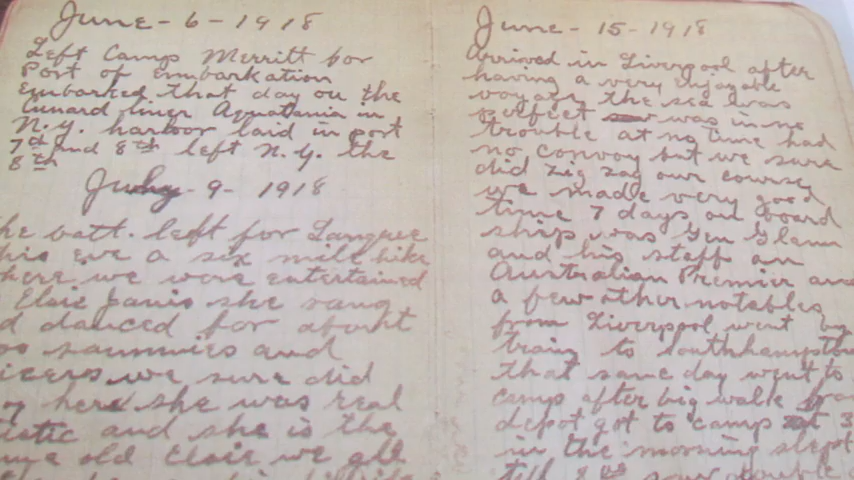 June - 6 - 1918
Left Camp Merritt for
Port of Embarkation
Embarked that day on the
Cunard liner Aquatania in
N.Y. harbor laid in port
7th and 8th left N.Y. the
8th
July - 9 - 1918
he batt. left for
his eve a six mile hike
here we were entertained
Elsie Janis she sang
d danced for about
sammies and
icers we sure did
here she was real
istic and she is the
me old Elsie we all
June - 15 - 1918
Arrived in Liverpool after
having a very enjoyable
voyage the sea was
perfect was in no
trouble at no time had
no convoy but we sure
did zig zag our course
we made very good
time 7 days on board
ship was Gen Glenn
and his staff an
Australian Premier and
a few other notables
from Liverpool went by
train to Southhampton
that same day went to
camp after big walk from
depot got to camp at 3
in the morning slept
till 8